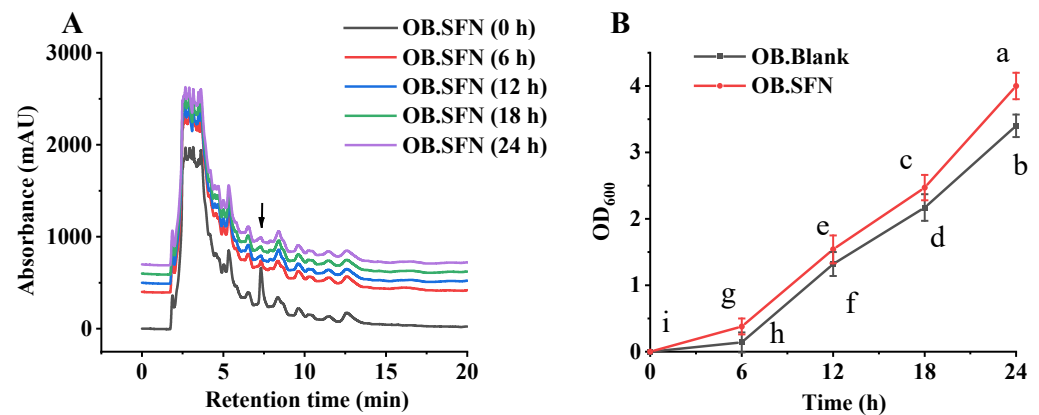 A
OB.SFN (0 h)
OB.SFN (6 h)
OB.SFN (12 h)
OB.SFN (18 h)
OB.SFN (24 h)
3000
2000
1000
0
Absorbance (mAU)
0
5
10
15
20
Retention time (min)
B
OB.Blank
OB.SFN
4
3
2
1
0
OD₆₀₀
a
b
c
d
e
f
g
h
i
0
6
12
18
24
Time (h)